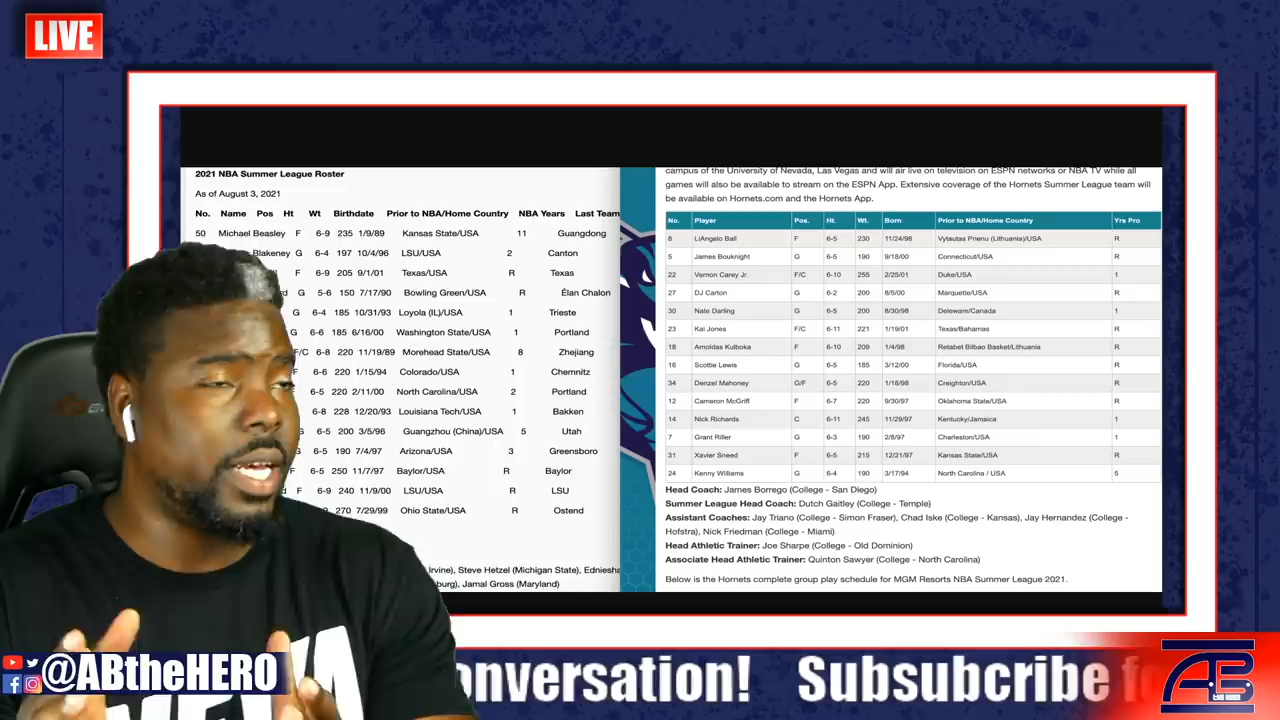 LIVE
2021 NBA Summer League Roster
As of August 3, 2021
No. Name Pos Ht Wt Birthdate Prior to NBA/Home Country NBA Years Last Team
50 Michael Beasley F 6-9 235 1/9/89 Kansas State/USA 11 Guangdong
Blakeney G 6-4 197 10/4/96 LSU/USA 2 Canton
F 6-9 205 9/1/01 Texas/USA R Texas
G 5-6 150 7/17/90 Bowling Green/USA R Élan Chalon
G 6-4 185 10/31/93 Loyola (IL)/USA 1 Trieste
G 6-6 185 6/16/00 Washington State/USA 1 Portland
F/C 6-8 220 11/19/89 Morehead State/USA 8 Zhejiang
6-6 220 1/15/94 Colorado/USA 1 Chemnitz
6-5 220 2/11/00 North Carolina/USA 2 Portland
6-8 228 12/20/93 Louisiana Tech/USA 1 Bakken
6-5 200 3/5/96 Guangzhou (China)/USA 5 Utah
6-5 190 7/4/97 Arizona/USA 3 Greensboro
F 6-5 250 11/7/97 Baylor/USA R Baylor
F 6-9 240 11/9/00 LSU/USA R LSU
270 7/29/99 Ohio State/USA R Ostend
Irvine), Steve Hetzel (Michigan State), Edniesha
burg), Jamal Gross (Maryland)
campus of the University of Nevada, Las Vegas and will air live on television on ESPN networks or NBA TV while all
games will also be available to stream on the ESPN App. Extensive coverage of the Hornets Summer League team will
be available on Hornets.com and the Hornets App.
No. Player Pos. Ht. Wt. Born Prior to NBA/Home Country Yrs Pro
8 LiAngelo Ball F 6-5 230 11/24/98 Vytautas Prienu (Lithuania)/USA R
5 James Bouknight G 6-5 190 9/18/00 Connecticut/USA R
22 Vernon Carey Jr. F/C 6-10 255 2/25/01 Duke/USA 1
27 DJ Carton G 6-2 200 8/5/00 Marquette/USA R
30 Nate Darling G 6-5 200 8/30/98 Deleware/Canada 1
23 Kai Jones F/C 6-11 221 1/19/01 Texas/Bahamas R
18 Arnoldas Kulboka F 6-10 209 1/4/98 Retabet Bilbao Basket/Lithuania R
16 Scottie Lewis G 6-5 185 3/12/00 Florida/USA R
34 Denzel Mahoney G/F 6-5 220 1/18/98 Creighton/USA R
12 Cameron McGriff F 6-7 220 9/30/97 Oklahoma State/USA R
14 Nick Richards C 6-11 245 11/29/97 Kentucky/Jamaica 1
7 Grant Riller G 6-3 190 2/8/97 Charleston/USA 1
31 Xavier Sneed F 6-5 215 12/21/97 Kansas State/USA R
24 Kenny Williams G 6-4 190 3/17/94 North Carolina / USA 5
Head Coach: James Borrego (College - San Diego)
Summer League Head Coach: Dutch Gaitley (College - Temple)
Assistant Coaches: Jay Triano (College - Simon Fraser), Chad Iske (College - Kansas), Jay Hernandez (College -
Hofstra), Nick Friedman (College - Miami)
Head Athletic Trainer: Joe Sharpe (College - Old Dominion)
Associate Head Athletic Trainer: Quinton Sawyer (College - North Carolina)
Below is the Hornets complete group play schedule for MGM Resorts NBA Summer League 2021.
@ABtheHERO
onversation! Subsubcribe fo
AB